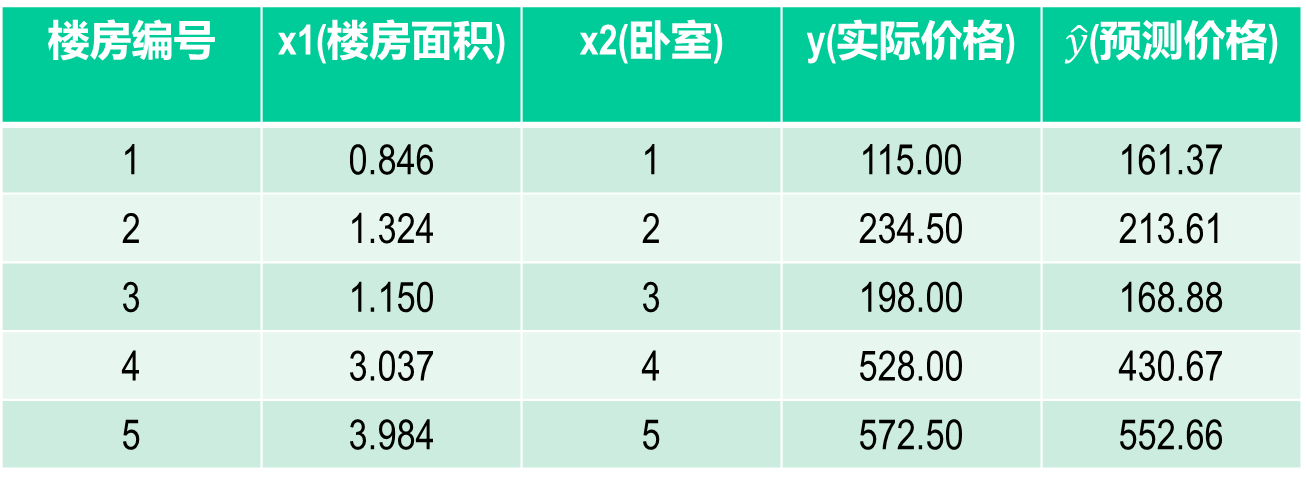 楼房编号 x1(楼房面积) x2(卧室) y(实际价格) ŷ(预测价格)
1 0.846 1 115.00 161.37
2 1.324 2 234.50 213.61
3 1.150 3 198.00 168.88
4 3.037 4 528.00 430.67
5 3.984 5 572.50 552.66